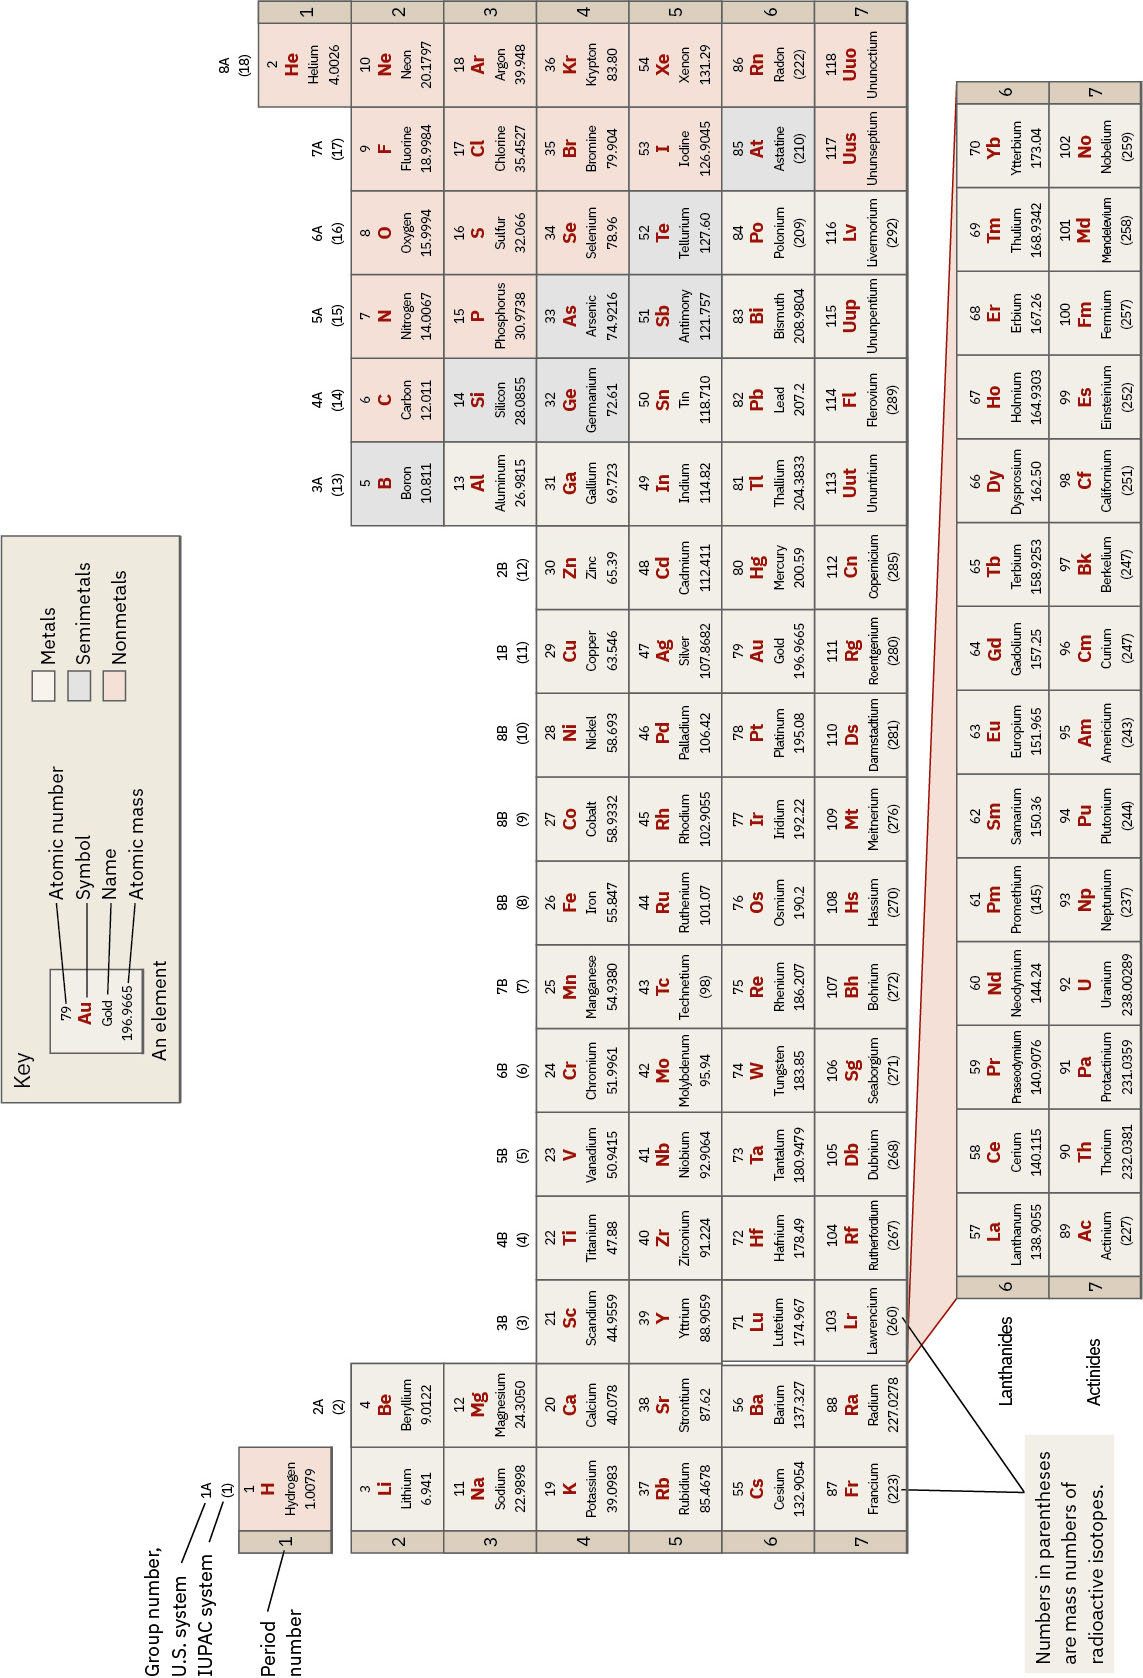 Key
79
Au
Gold
196.9665
An element
Atomic number
Symbol
Name
Atomic mass
Metals
Semimetals
Nonmetals
Group number,
U.S. system
IUPAC system
Period
number
1A
(1)
2A
(2)
3B
(3)
4B
(4)
5B
(5)
6B
(6)
7B
(7)
8B
(8)
8B
(9)
8B
(10)
1B
(11)
2B
(12)
3A
(13)
4A
(14)
5A
(15)
6A
(16)
7A
(17)
8A
(18)
1
1
H
Hydrogen
1.0079
2
He
Helium
4.0026
1
2
3
Li
Lithium
6.941
4
Be
Beryllium
9.0122
5
B
Boron
10.811
6
C
Carbon
12.011
7
N
Nitrogen
14.0067
8
O
Oxygen
15.9994
9
F
Fluorine
18.9984
10
Ne
Neon
20.1797
2
3
11
Na
Sodium
22.9898
12
Mg
Magnesium
24.3050
13
Al
Aluminum
26.9815
14
Si
Silicon
28.0855
15
P
Phosphorus
30.9738
16
S
Sulfur
32.066
17
Cl
Chlorine
35.4527
18
Ar
Argon
39.948
3
4
19
K
Potassium
39.0983
20
Ca
Calcium
40.078
21
Sc
Scandium
44.9559
22
Ti
Titanium
47.88
23
V
Vanadium
50.9415
24
Cr
Chromium
51.9961
25
Mn
Manganese
54.9380
26
Fe
Iron
55.847
27
Co
Cobalt
58.9332
28
Ni
Nickel
58.693
29
Cu
Copper
63.546
30
Zn
Zinc
65.39
31
Ga
Gallium
69.723
32
Ge
Germanium
72.61
33
As
Arsenic
74.9216
34
Se
Selenium
78.96
35
Br
Bromine
79.904
36
Kr
Krypton
83.80
4
5
37
Rb
Rubidium
85.4678
38
Sr
Strontium
87.62
39
Y
Yttrium
88.9059
40
Zr
Zirconium
91.224
41
Nb
Niobium
92.9064
42
Mo
Molybdenum
95.94
43
Tc
Technetium
(98)
44
Ru
Ruthenium
101.07
45
Rh
Rhodium
102.9055
46
Pd
Palladium
106.42
47
Ag
Silver
107.8682
48
Cd
Cadmium
112.411
49
In
Indium
114.82
50
Sn
Tin
118.710
51
Sb
Antimony
121.757
52
Te
Tellurium
127.60
53
I
Iodine
126.9045
54
Xe
Xenon
131.29
5
6
55
Cs
Cesium
132.9054
56
Ba
Barium
137.327
71
Lu
Lutetium
174.967
72
Hf
Hafnium
178.49
73
Ta
Tantalum
180.9479
74
W
Tungsten
183.85
75
Re
Rhenium
186.207
76
Os
Osmium
190.2
77
Ir
Iridium
192.22
78
Pt
Platinum
195.08
79
Au
Gold
196.9665
80
Hg
Mercury
200.59
81
Tl
Thallium
204.3833
82
Pb
Lead
207.2
83
Bi
Bismuth
208.9804
84
Po
Polonium
(209)
85
At
Astatine
(210)
86
Rn
Radon
(222)
6
7
87
Fr
Francium
(223)
88
Ra
Radium
227.0278
103
Lr
Lawrencium
(260)
104
Rf
Rutherfordium
(267)
105
Db
Dubnium
(268)
106
Sg
Seaborgium
(271)
107
Bh
Bohrium
(272)
108
Hs
Hassium
(270)
109
Mt
Meitnerium
(276)
110
Ds
Darmstadtium
(281)
111
Rg
Roentgenium
(280)
112
Cn
Copernicium
(285)
113
Uut
Ununtrium
114
Fl
Flerovium
(289)
115
Uup
Ununpentium
116
Lv
Livermorium
(292)
117
Uus
Ununseptium
118
Uuo
Ununoctium
7
Lanthanides
6
57
La
Lanthanum
138.9055
58
Ce
Cerium
140.115
59
Pr
Praseodymium
140.9076
60
Nd
Neodymium
144.24
61
Pm
Promethium
(145)
62
Sm
Samarium
150.36
63
Eu
Europium
151.965
64
Gd
Gadolium
157.25
65
Tb
Terbium
158.9253
66
Dy
Dysprosium
162.50
67
Ho
Holmium
164.9303
68
Er
Erbium
167.26
69
Tm
Thulium
168.9342
70
Yb
Ytterbium
173.04
6
Actinides
7
89
Ac
Actinium
(227)
90
Th
Thorium
232.0381
91
Pa
Protactinium
231.0359
92
U
Uranium
238.00289
93
Np
Neptunium
(237)
94
Pu
Plutonium
(244)
95
Am
Americium
(243)
96
Cm
Curium
(247)
97
Bk
Berkelium
(247)
98
Cf
Californium
(251)
99
Es
Einsteinium
(252)
100
Fm
Fermium
(257)
101
Md
Mendelevium
(258)
102
No
Nobelium
(259)
7
Numbers in parentheses
are mass numbers of
radioactive isotopes.